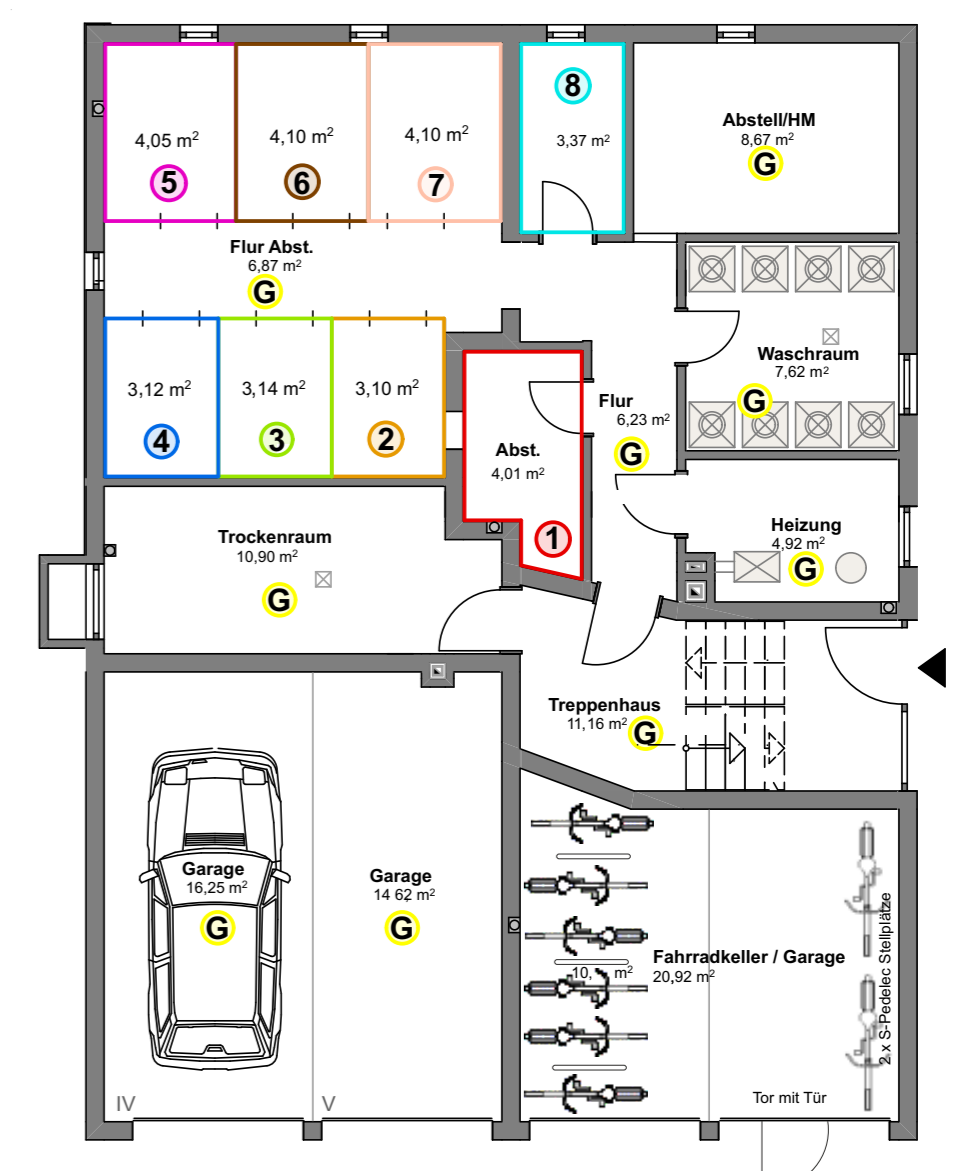 8
Abstell/HM
8,67 m²
G
4,05 m²
4,10 m²
4,10 m²
3,37 m²
5
6
7
Flur Abst.
6,87 m²
G
Waschraum
7,62 m²
G
3,12 m²
3,14 m²
3,10 m²
4
3
2
Flur
6,23 m²
G
Abst.
4,01 m²
1
Trockenraum
10,90 m²
G
Heizung
4,92 m²
G
Treppenhaus
11,16 m²
G
Garage
16,25 m²
G
Garage
14 62 m²
G
Fahrradkeller / Garage
20,92 m²
10, m²
2 x S-Pedelec Stellplätze
Tor mit Tür
IV
V